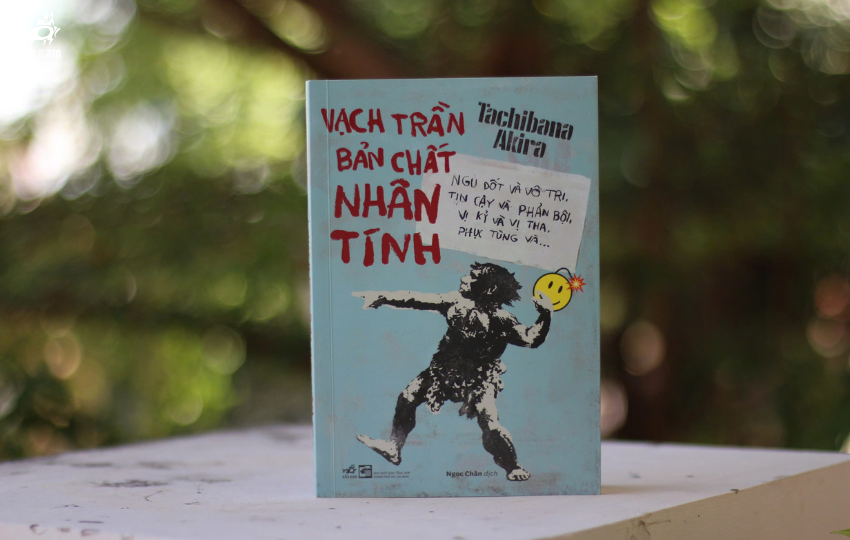 VẠCH TRẦN
BẢN CHẤT
NHÂN
TÍNH
Tachibana
Akira
NGU DỐT VÀ VÔ TRI,
TIN CẬY VÀ PHẢN BỘI,
VỊ KỈ VÀ VỊ THA,
PHỤC TÙNG VÀ...
Ngọc Chân dịch